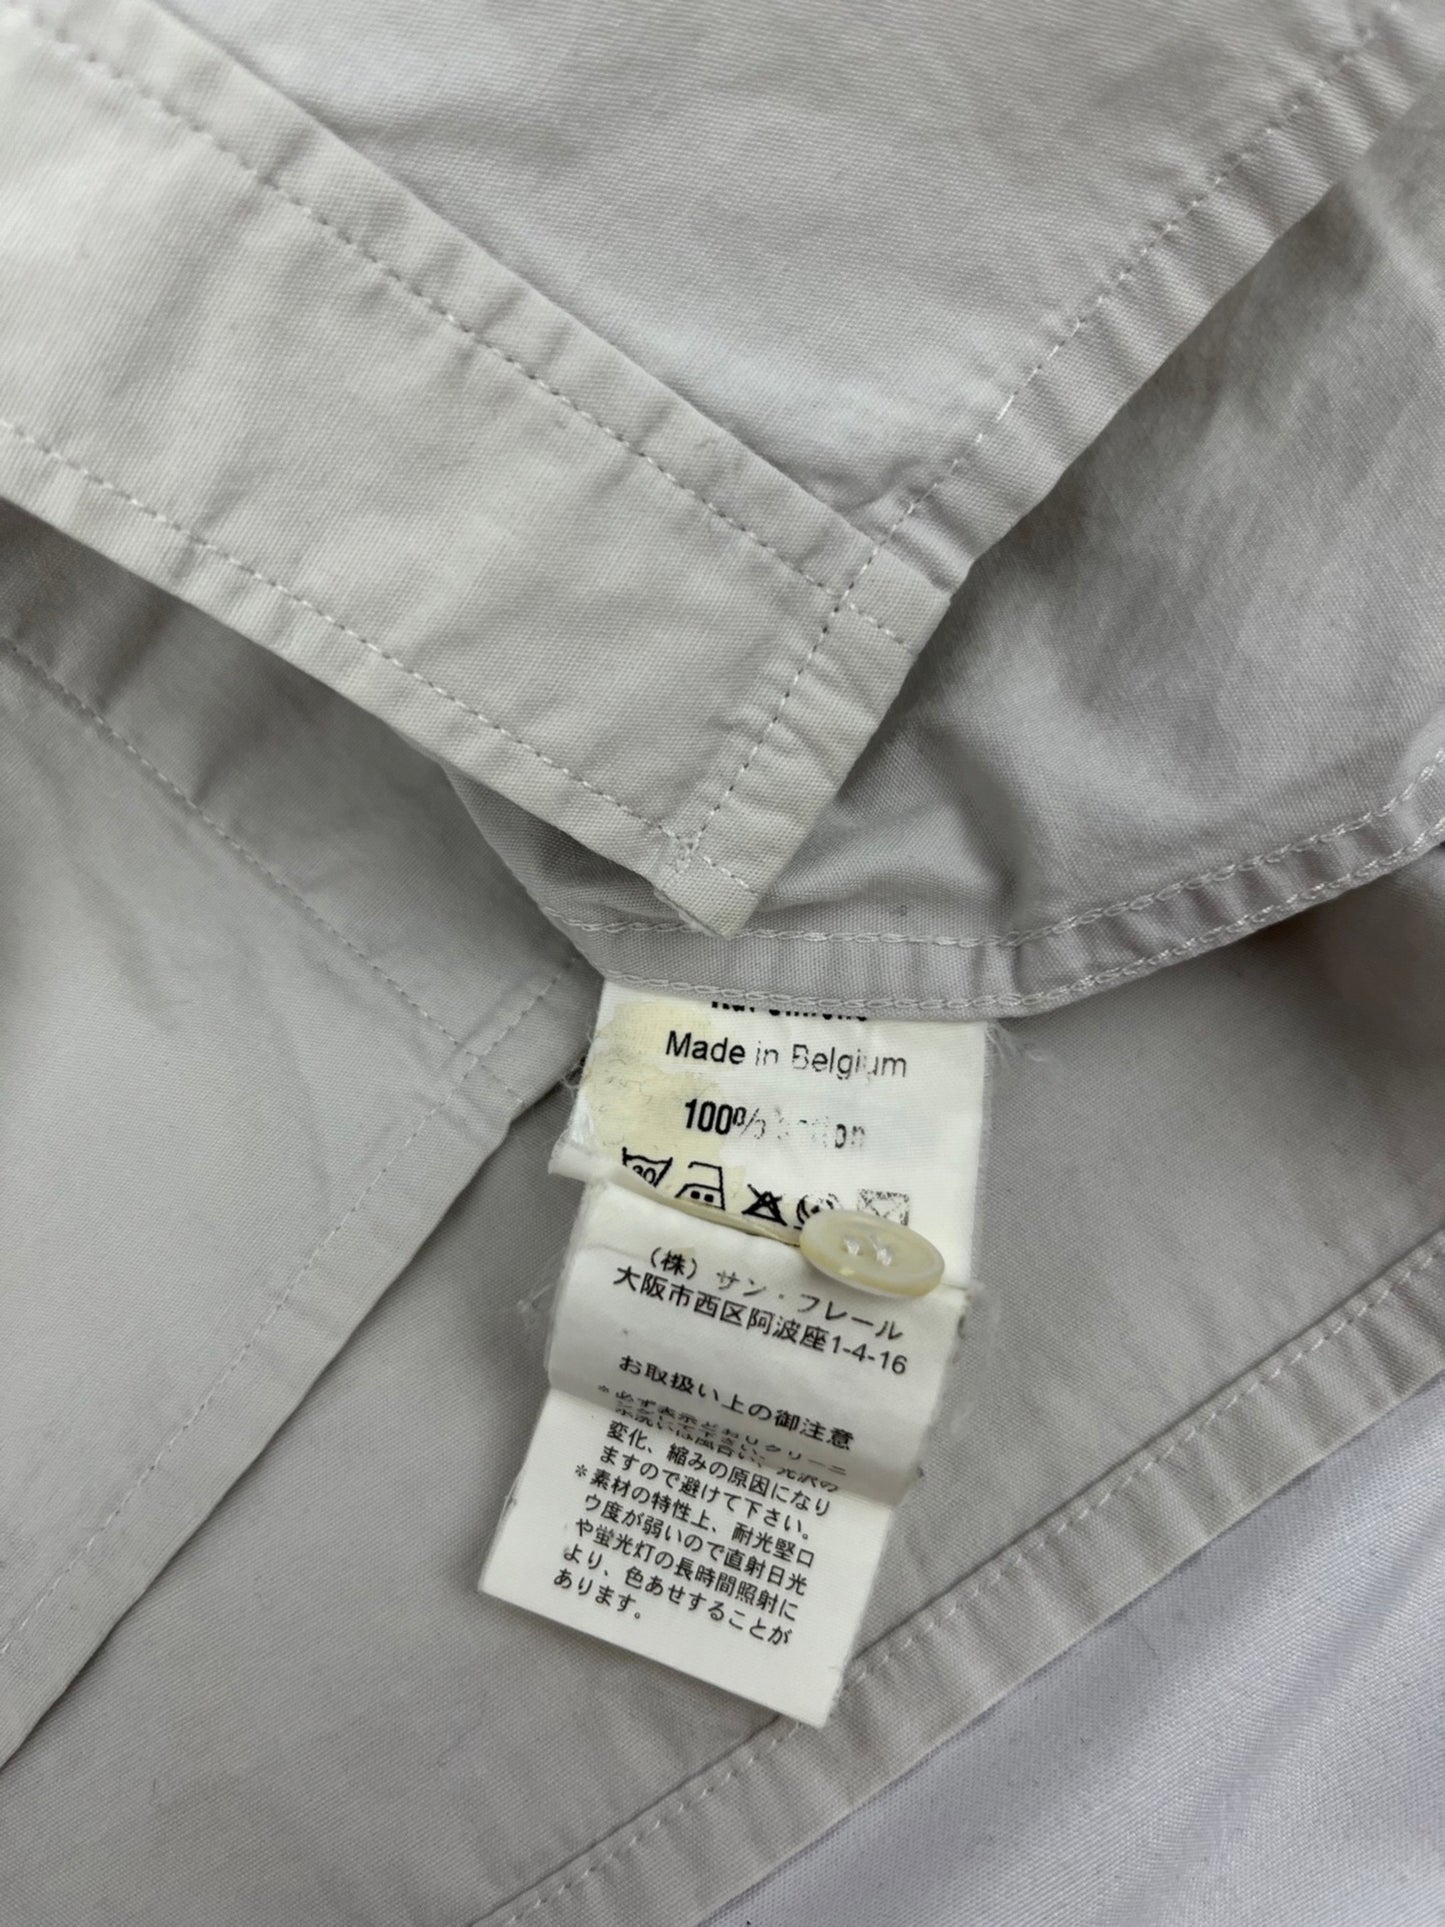 Raf Simons
Made in Belgium
100% cotton
30
(株)サン・フレール
大阪市西区阿波座1-4-16
お取扱い上の御注意
変化、縮みの原因になり
ますので避けて下さい。
*素材の特性上、耐光堅ロ
ウ度が弱いので直射日光
や蛍光灯の長時間照射に
より、色あせすることが
あります。